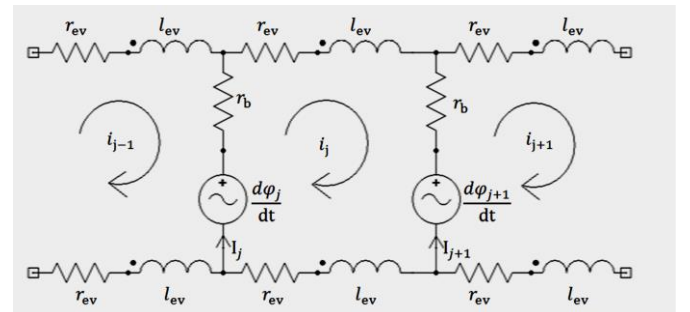 r_ev l_ev r_ev l_ev r_ev l_ev
r_b r_b
i_j−1 i_j i_j+1
+ dφ_j/dt + dφ_j+1/dt
I_j I_j+1
r_ev l_ev r_ev l_ev r_ev l_ev